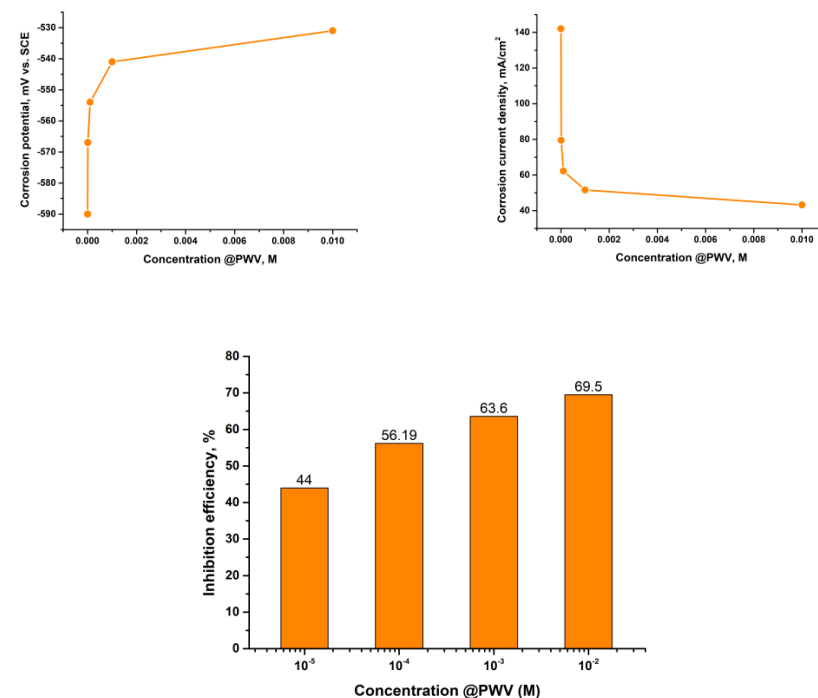 Corrosion potential, mV vs. SCE
-530
-540
-550
-560
-570
-580
-590
0.000 0.002 0.004 0.006 0.008 0.010
Concentration @PWV, M
Corrosion current density, mA/cm²
140
120
100
80
60
40
0.000 0.002 0.004 0.006 0.008 0.010
Concentration @PWV, M
Inhibition efficiency, %
80
70
60
50
40
30
20
10
0
44
56.19
63.6
69.5
10⁻⁵ 10⁻⁴ 10⁻³ 10⁻²
Concentration @PWV (M)